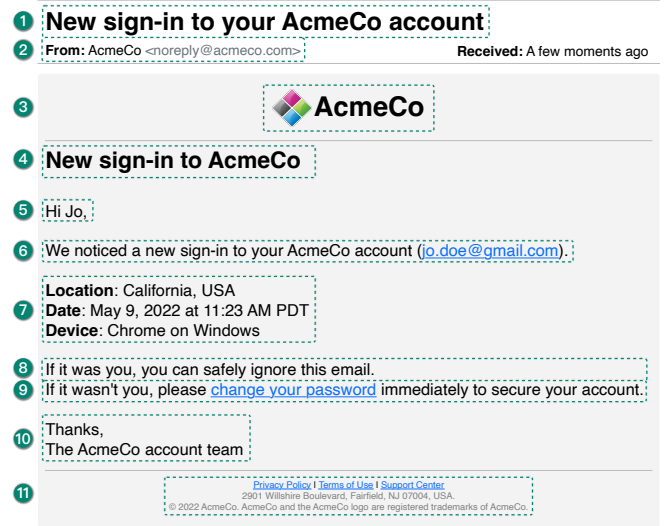 1 New sign-in to your AcmeCo account
2 From: AcmeCo <noreply@acmeco.com> Received: A few moments ago
3 AcmeCo
4 New sign-in to AcmeCo
5 Hi Jo,
6 We noticed a new sign-in to your AcmeCo account (jo.doe@gmail.com).
Location: California, USA
7 Date: May 9, 2022 at 11:23 AM PDT
Device: Chrome on Windows
8 If it was you, you can safely ignore this email.
9 If it wasn't you, please change your password immediately to secure your account.
10 Thanks,
The AcmeCo account team
Privacy Policy I Terms of Use I Support Center
11 2901 Willshire Boulevard, Fairfield, NJ 07004, USA.
© 2022 AcmeCo. AcmeCo and the AcmeCo logo are registered trademarks of AcmeCo.